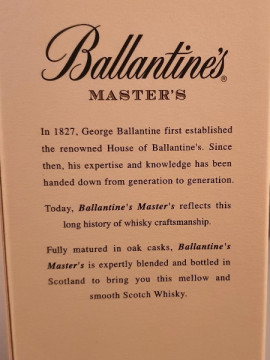 Ballantine's®
MASTER'S
In 1827, George Ballantine first established
the renowned House of Ballantine's. Since
then, his expertise and knowledge has been
handed down from generation to generation.
Today, Ballantine's Master's reflects this
long history of whisky craftsmanship.
Fully matured in oak casks, Ballantine's
Master's is expertly blended and bottled in
Scotland to bring you this mellow and
smooth Scotch Whisky.